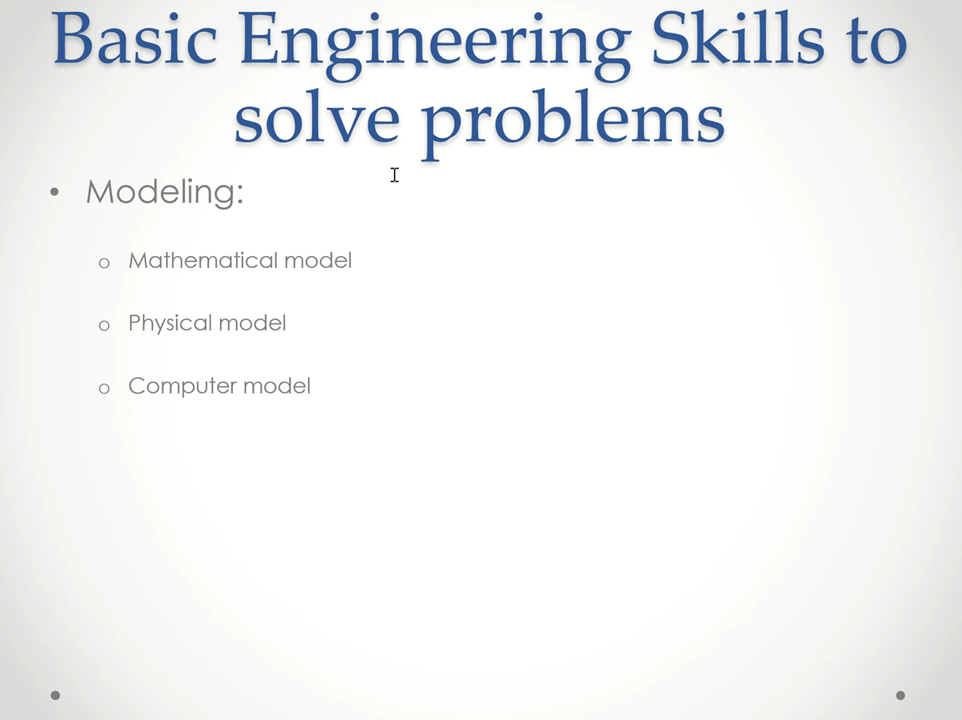 Basic Engineering Skills to
solve problems
• Modeling:
o Mathematical model
o Physical model
o Computer model